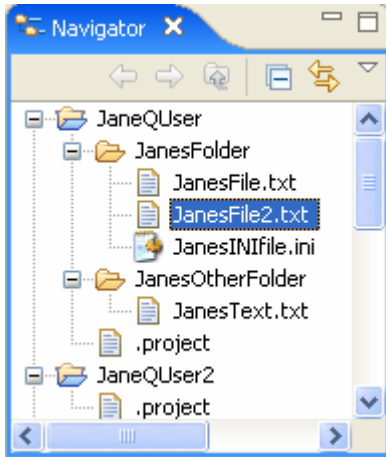 Navigator
JaneQUser
JanesFolder
JanesFile.txt
JanesFile2.txt
JanesINIfile.ini
JanesOtherFolder
JanesText.txt
.project
JaneQUser2
.project